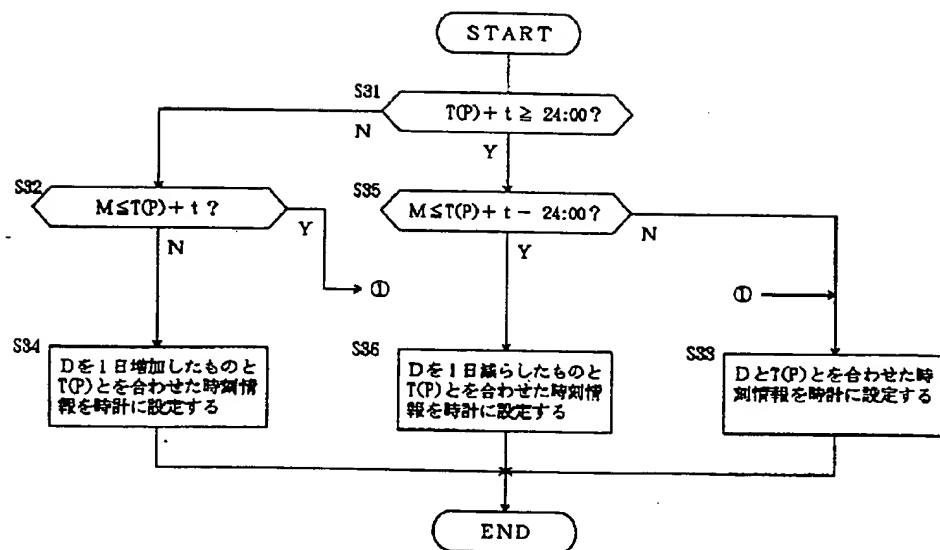 START
S31
T(P)+ t ≧ 24:00?
N
Y
S32
M≦T(P)+ t ?
Y
N
①
S35
M≦T(P)+ t － 24:00?
N
Y
①
S34
Dを1日増加したものと
T(P)とを合わせた時刻情
報を時計に設定する
S36
Dを1日減らしたものと
T(P)とを合わせた時刻情
報を時計に設定する
S33
DとT(P)とを合わせた時
刻情報を時計に設定する
END